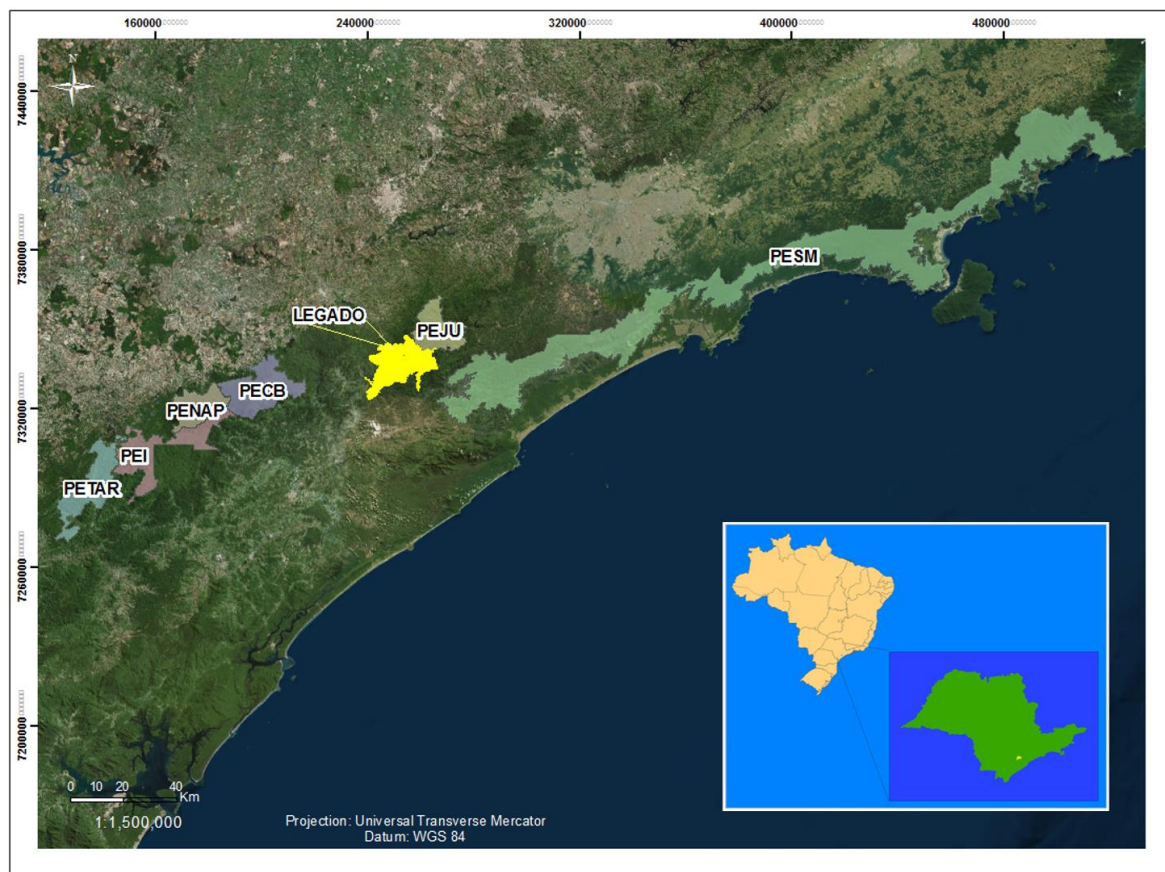 160000 240000 320000 400000 480000
N
7440000
7380000
7320000
7260000
7200000
PESM
LEGADO
PEJU
PECB
PENAP
PEI
PETAR
0 10 20 40
Km
1:1,500,000
Projection: Universal Transverse Mercator
Datum: WGS 84